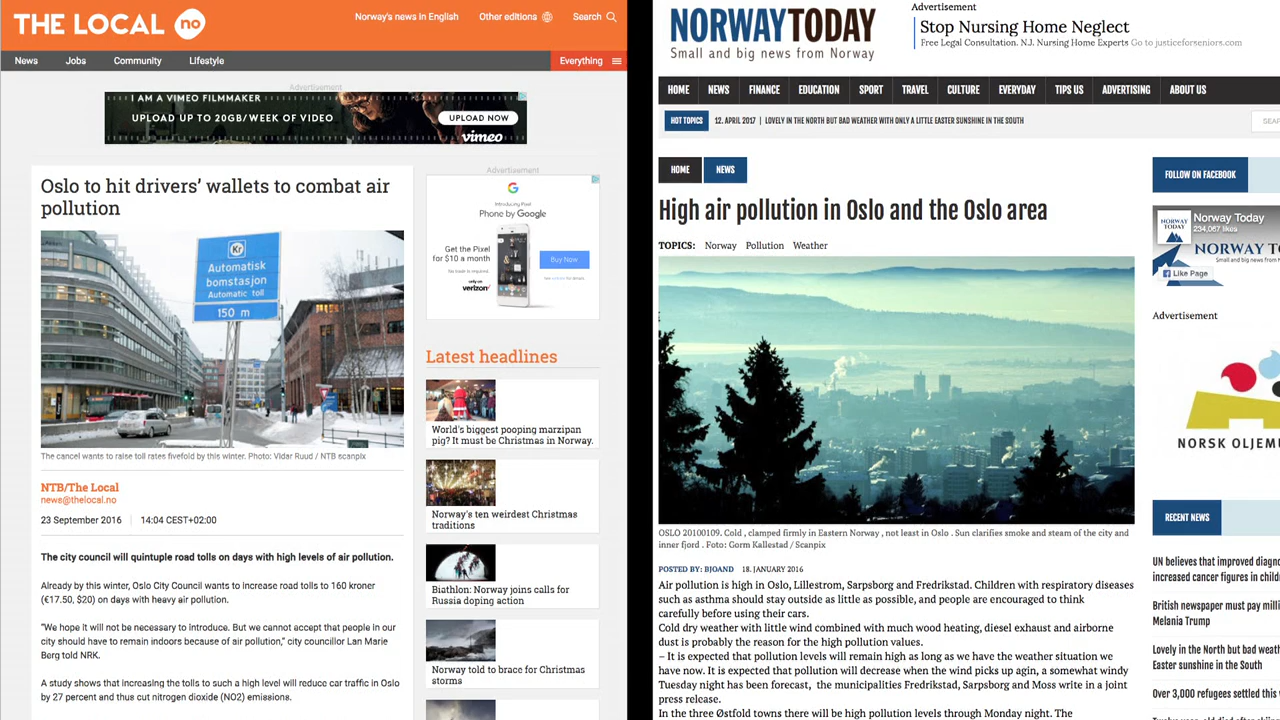 THE LOCAL no
Norway's news in English
Other editions
Search
News
Jobs
Community
Lifestyle
Everything
Advertisement
I AM A VIMEO FILMMAKER
UPLOAD UP TO 20GB/WEEK OF VIDEO
UPLOAD NOW
vimeo
Oslo to hit drivers' wallets to combat air
pollution
Kr
Automatisk
bomstasjon
Automatic toll
150 m
The cancel wants to raise toll rates fivefold by this winter. Photo: Vidar Ruud / NTB scanpix
NTB/The Local
news@thelocal.no
23 September 2016
14:04 CEST+02:00
The city council will quintuple road tolls on days with high levels of air pollution.
Already by this winter, Oslo City Council wants to increase road tolls to 160 kroner
(€17.50, $20) on days with heavy air pollution.
"We hope it will not be necessary to introduce. But we cannot accept that people in our
city should have to remain indoors because of air pollution," city councillor Lan Marie
Berg told NRK.
A study shows that increasing the tolls to such a high level will reduce car traffic in Oslo
by 27 percent and thus cut nitrogen dioxide (NO2) emissions.
Advertisement
G
Introducing Pixel
Phone by Google
Get the Pixel
for $10 a month
only on
verizon
Buy Now
Latest headlines
World's biggest pooping marzipan
pig? It must be Christmas in Norway.
Norway's ten weirdest Christmas
traditions
Biathlon: Norway joins calls for
Russia doping action
Norway told to brace for Christmas
storms
NORWAYTODAY
Small and big news from Norway
Advertisement
Stop Nursing Home Neglect
Free Legal Consultation. N.J. Nursing Home Experts Go to justiceforseniors.com
HOME
NEWS
FINANCE
EDUCATION
SPORT
TRAVEL
CULTURE
EVERYDAY
TIPS US
ADVERTISING
ABOUT US
HOT TOPICS
12. APRIL 2017 | LOVELY IN THE NORTH BUT BAD WEATHER WITH ONLY A LITTLE EASTER SUNSHINE IN THE SOUTH
SEAR
HOME
NEWS
High air pollution in Oslo and the Oslo area
TOPICS: Norway Pollution Weather
OSLO 20100109. Cold , clamped firmly in Eastern Norway , not least in Oslo . Sun clarifies smoke and steam of the city and
inner fjord . Foto: Gorm Kallestad / Scanpix
POSTED BY: BJOAND 18. JANUARY 2016
Air pollution is high in Oslo, Lillestrom, Sarpsborg and Fredrikstad. Children with respiratory diseases
such as asthma should stay outside as little as possible, and people are encouraged to think
carefully before using their cars.
Cold dry weather with little wind combined with much wood heating, diesel exhaust and airborne
dust is probably the reason for the high pollution values.
– It is expected that pollution levels will remain high as long as we have the weather situation we
have now. It is expected that pollution will decrease when the wind picks up agin, a somewhat windy
Tuesday night has been forecast, the municipalities Fredrikstad, Sarpsborg and Moss write in a joint
press release.
In the three Østfold towns there will be high pollution levels through Monday night. The
FOLLOW ON FACEBOOK
NORWAY
TODAY
Norway Today
234,067 likes
NORWAY TO
Small and big news from
Like Page
Advertisement
NORSK OLJEMU
RECENT NEWS
UN believes that improved diagno
increased cancer figures in childr
British newspaper must pay milli
Melania Trump
Lovely in the North but bad weath
Easter sunshine in the South
Over 3,000 refugees settled this